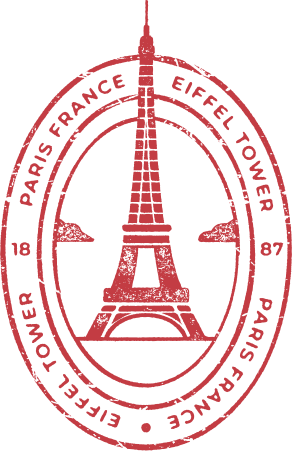 PARIS FRANCE
EIFFEL TOWER
18
87
EIFFEL TOWER
PARIS FRANCE